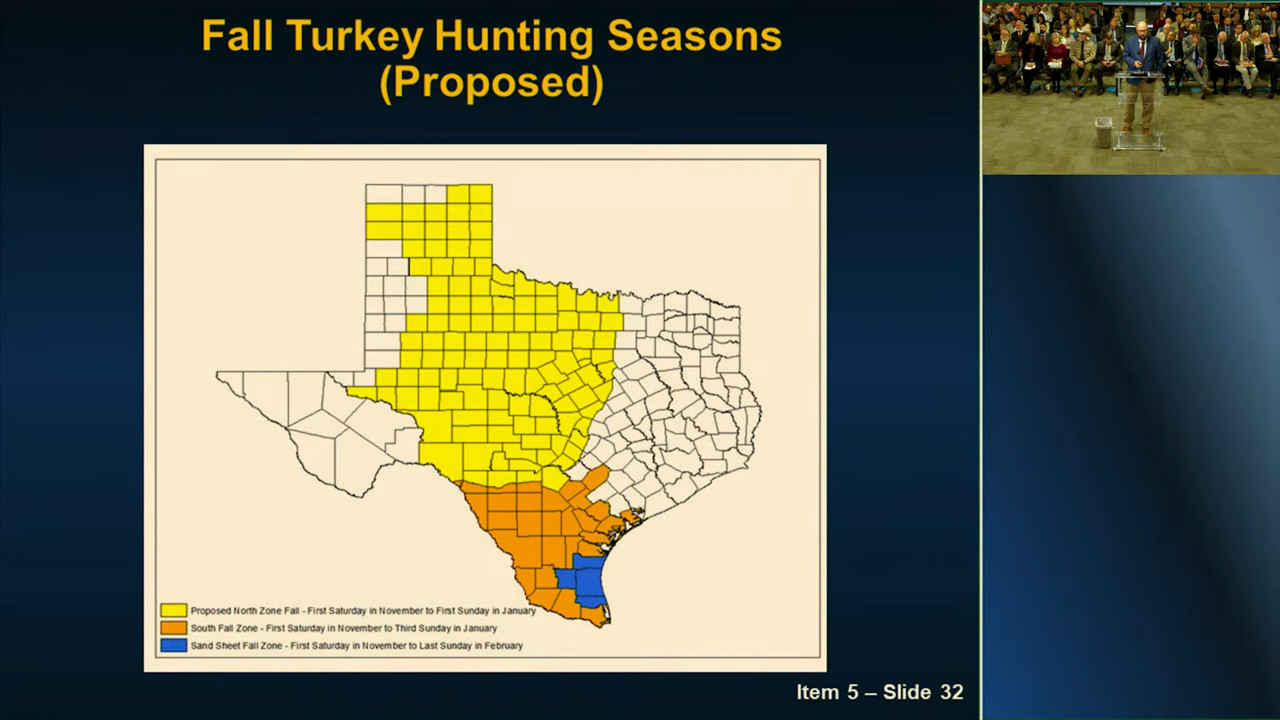 Fall Turkey Hunting Seasons
(Proposed)
Proposed North Zone Fall - First Saturday in November to First Sunday in January
South Fall Zone - First Saturday in November to Third Sunday in January
Sand Sheet Fall Zone - First Saturday in November to Last Sunday in February
Item 5 – Slide 32